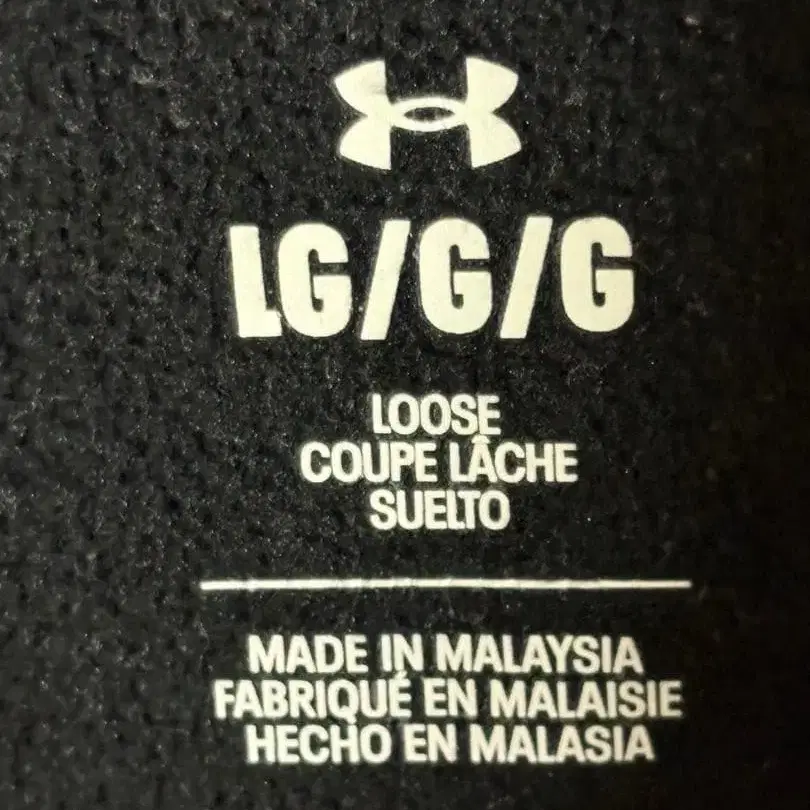 LG/G/G
LOOSE
COUPE LÂCHE
SUELTO
MADE IN MALAYSIA
FABRIQUÉ EN MALAISIE
HECHO EN MALASIA